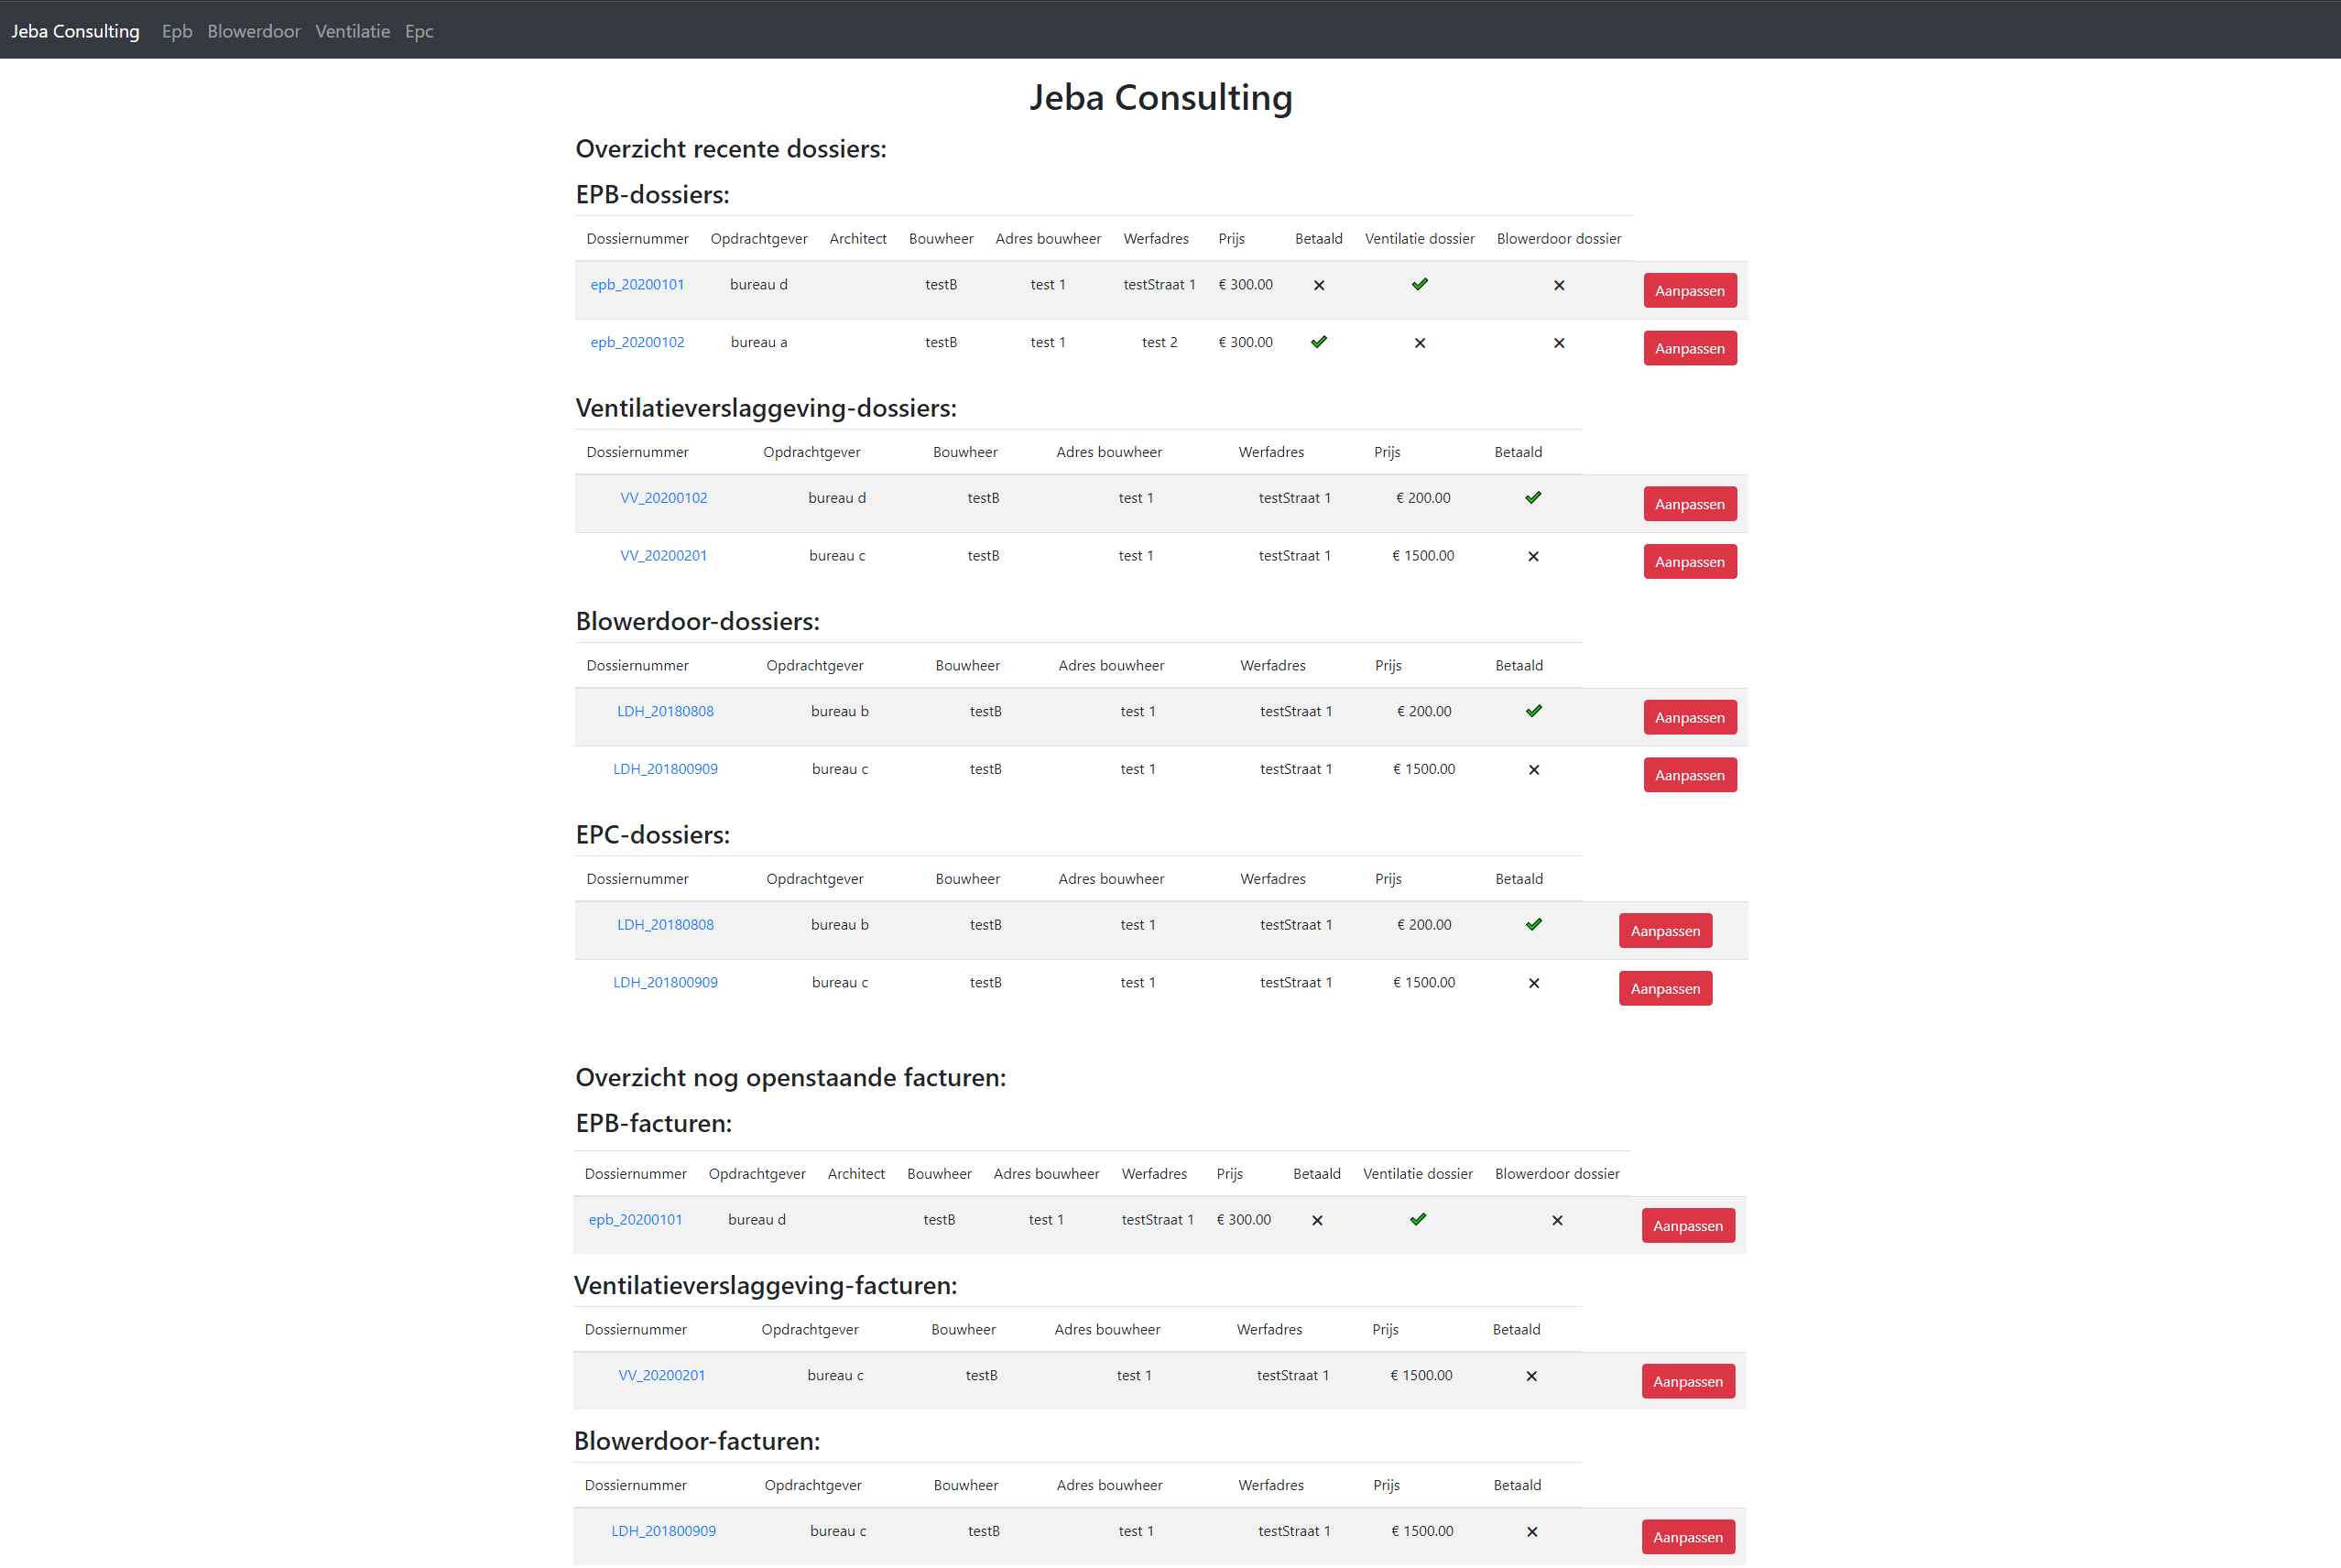 Jeba Consulting Epb Blowerdoor Ventilatie Epc
Jeba Consulting
Overzicht recente dossiers:
EPB-dossiers:
Dossiernummer Opdrachtgever Architect Bouwheer Adres bouwheer Werfadres Prijs Betaald Ventilatie dossier Blowerdoor dossier
epb_20200101 bureau d testB test 1 testStraat 1 € 300.00 ✕ ✔ ✕ Aanpassen
epb_20200102 bureau a testB test 1 test 2 € 300.00 ✔ ✕ ✕ Aanpassen
Ventilatieverslaggeving-dossiers:
Dossiernummer Opdrachtgever Bouwheer Adres bouwheer Werfadres Prijs Betaald
VV_20200102 bureau d testB test 1 testStraat 1 € 200.00 ✔ Aanpassen
VV_20200201 bureau c testB test 1 testStraat 1 € 1500.00 ✕ Aanpassen
Blowerdoor-dossiers:
Dossiernummer Opdrachtgever Bouwheer Adres bouwheer Werfadres Prijs Betaald
LDH_20180808 bureau b testB test 1 testStraat 1 € 200.00 ✔ Aanpassen
LDH_201800909 bureau c testB test 1 testStraat 1 € 1500.00 ✕ Aanpassen
EPC-dossiers:
Dossiernummer Opdrachtgever Bouwheer Adres bouwheer Werfadres Prijs Betaald
LDH_20180808 bureau b testB test 1 testStraat 1 € 200.00 ✔ Aanpassen
LDH_201800909 bureau c testB test 1 testStraat 1 € 1500.00 ✕ Aanpassen
Overzicht nog openstaande facturen:
EPB-facturen:
Dossiernummer Opdrachtgever Architect Bouwheer Adres bouwheer Werfadres Prijs Betaald Ventilatie dossier Blowerdoor dossier
epb_20200101 bureau d testB test 1 testStraat 1 € 300.00 ✕ ✔ ✕ Aanpassen
Ventilatieverslaggeving-facturen:
Dossiernummer Opdrachtgever Bouwheer Adres bouwheer Werfadres Prijs Betaald
VV_20200201 bureau c testB test 1 testStraat 1 € 1500.00 ✕ Aanpassen
Blowerdoor-facturen:
Dossiernummer Opdrachtgever Bouwheer Adres bouwheer Werfadres Prijs Betaald
LDH_201800909 bureau c testB test 1 testStraat 1 € 1500.00 ✕ Aanpassen